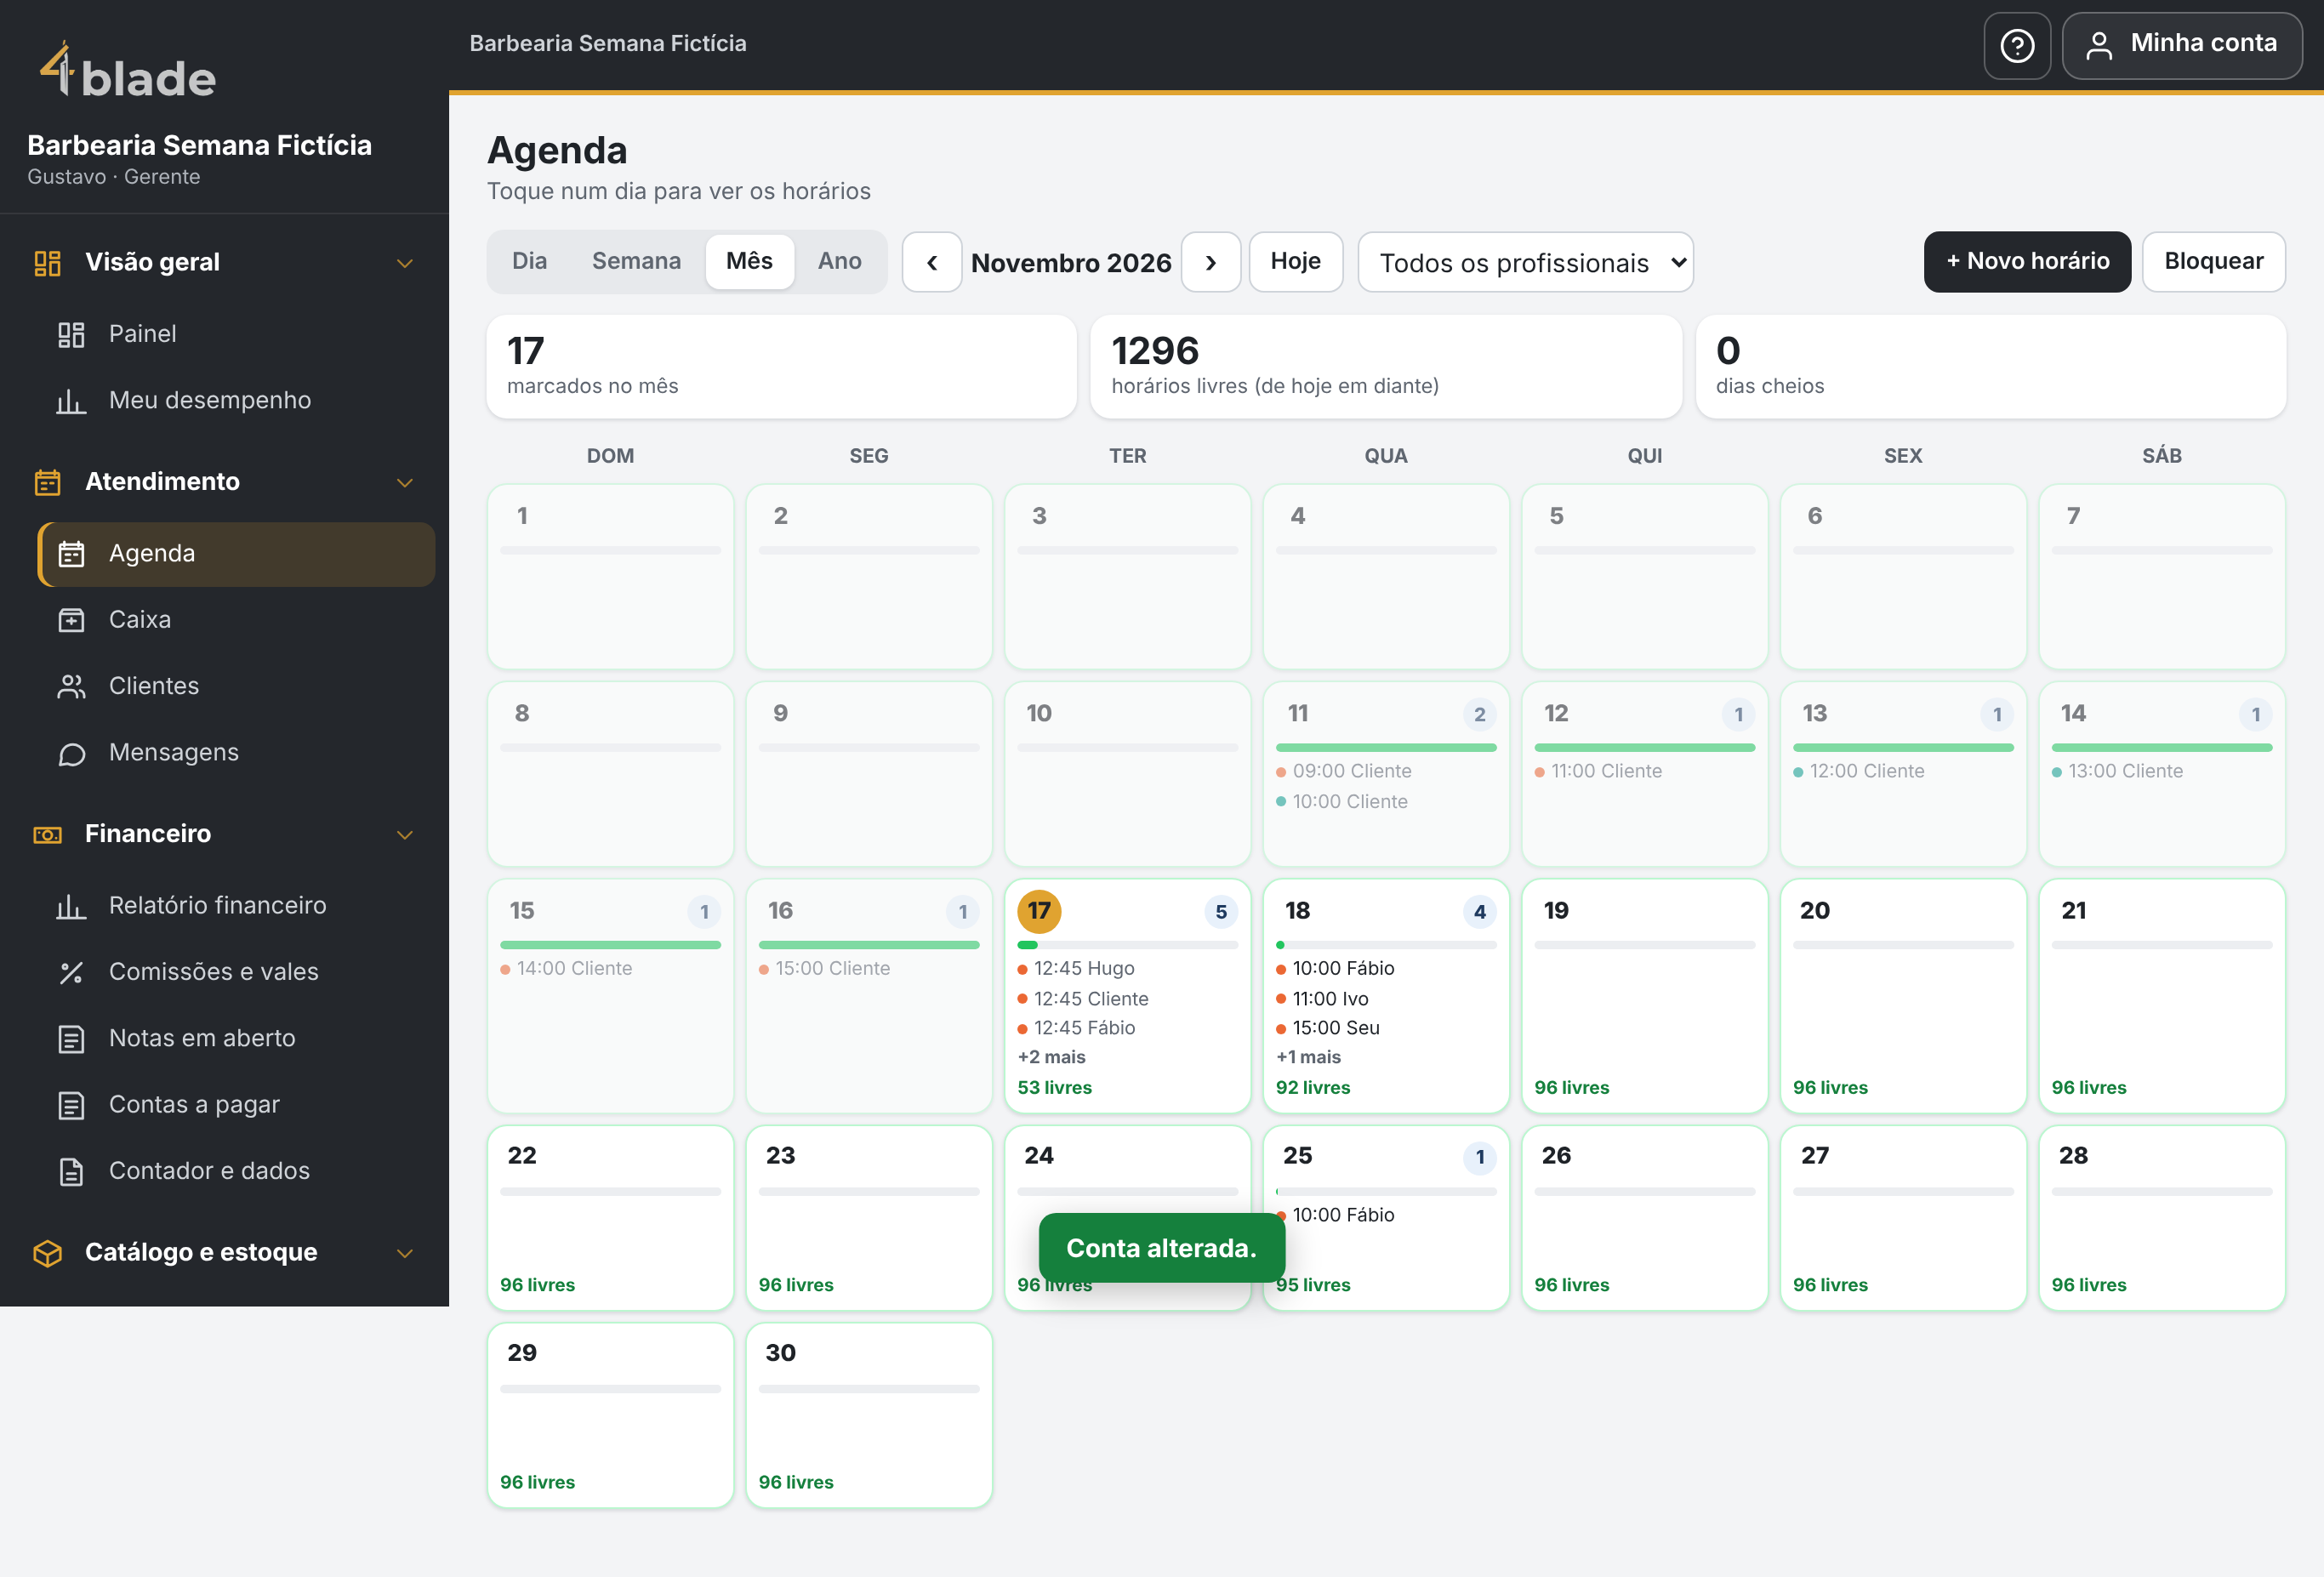 4blade
Barbearia Semana Fictícia
Gustavo · Gerente
Visão geral
Painel
Meu desempenho
Atendimento
Agenda
Caixa
Clientes
Mensagens
Financeiro
Relatório financeiro
Comissões e vales
Notas em aberto
Contas a pagar
Contador e dados
Catálogo e estoque
Barbearia Semana Fictícia
? Minha conta
Agenda
Toque num dia para ver os horários
Dia Semana Mês Ano ‹ Novembro 2026 › Hoje Todos os profissionais + Novo horário Bloquear
17
marcados no mês
1296
horários livres (de hoje em diante)
0
dias cheios
DOM SEG TER QUA QUI SEX SÁB
1 2 3 4 5 6 7
8 9 10 11 2 12 1 13 1 14 1
09:00 Cliente 11:00 Cliente 12:00 Cliente 13:00 Cliente
10:00 Cliente
15 1 16 1 17 5 18 4 19 20 21
14:00 Cliente 15:00 Cliente 12:45 Hugo 10:00 Fábio
12:45 Cliente 11:00 Ivo
12:45 Fábio 15:00 Seu
+2 mais +1 mais
53 livres 92 livres 96 livres 96 livres 96 livres
22 23 24 25 1 26 27 28
10:00 Fábio
Conta alterada.
96 livres 96 livres 96 livres 95 livres 96 livres 96 livres 96 livres
29 30
96 livres 96 livres